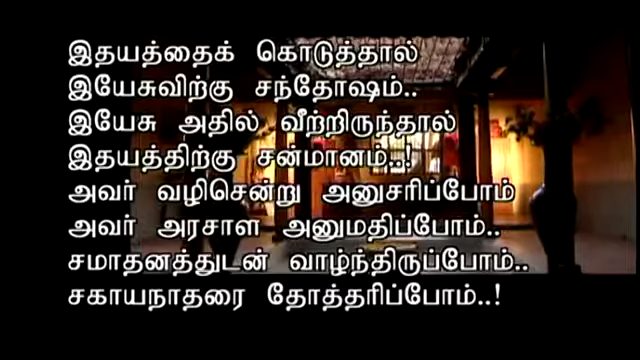 இதயத்தைக் கொடுத்தால்
இயேசுவிற்கு சந்தோஷம்..
இயேசு அதில் வீற்றிருந்தால்
இதயத்திற்கு சன்மானம்..!
அவர் வழிசென்று அனுசரிப்போம்
அவர் அரசாள அனுமதிப்போம்..
சமாதனத்துடன் வாழ்ந்திருப்போம்..
சகாயநாதரை தோத்தரிப்போம்..!